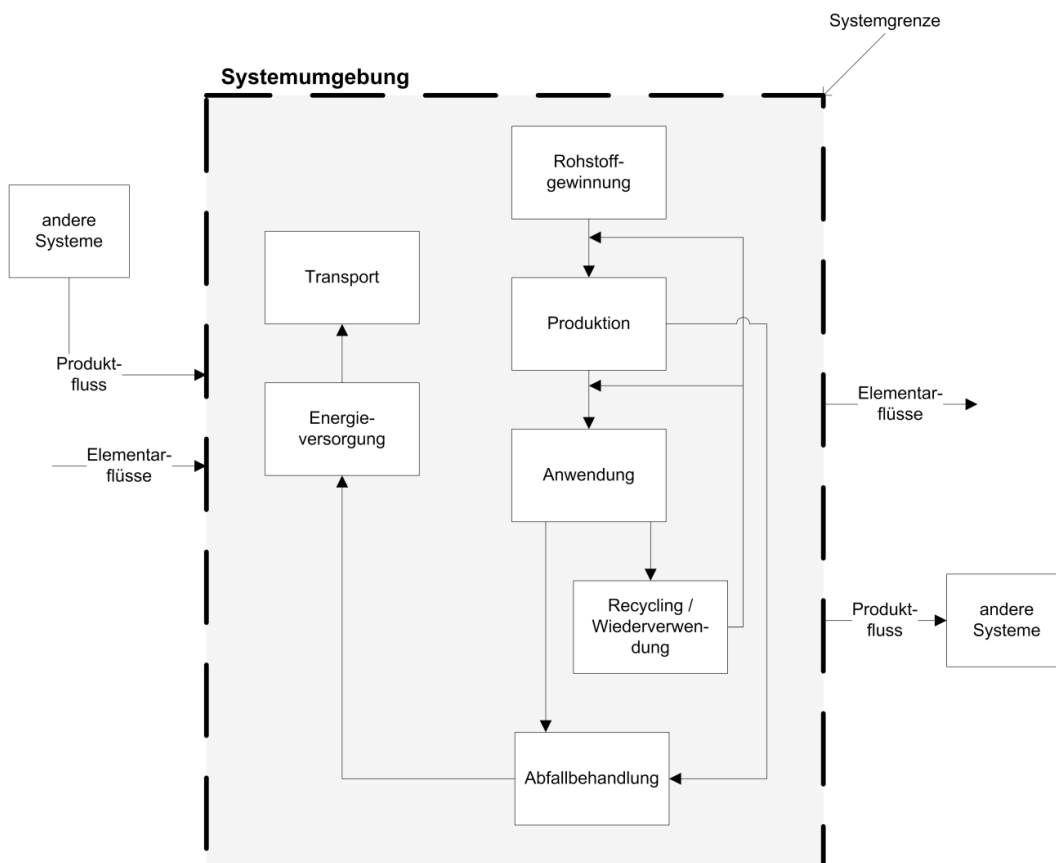 Systemgrenze
Systemumgebung
Rohstoff-
gewinnung
andere
Systeme
Transport
Produktion
Produkt-
fluss
Energie-
versorgung
Elementar-
flüsse
Elementar-
flüsse
Anwendung
Recycling /
Wiederverwen-
dung
Produkt-
fluss
andere
Systeme
Abfallbehandlung